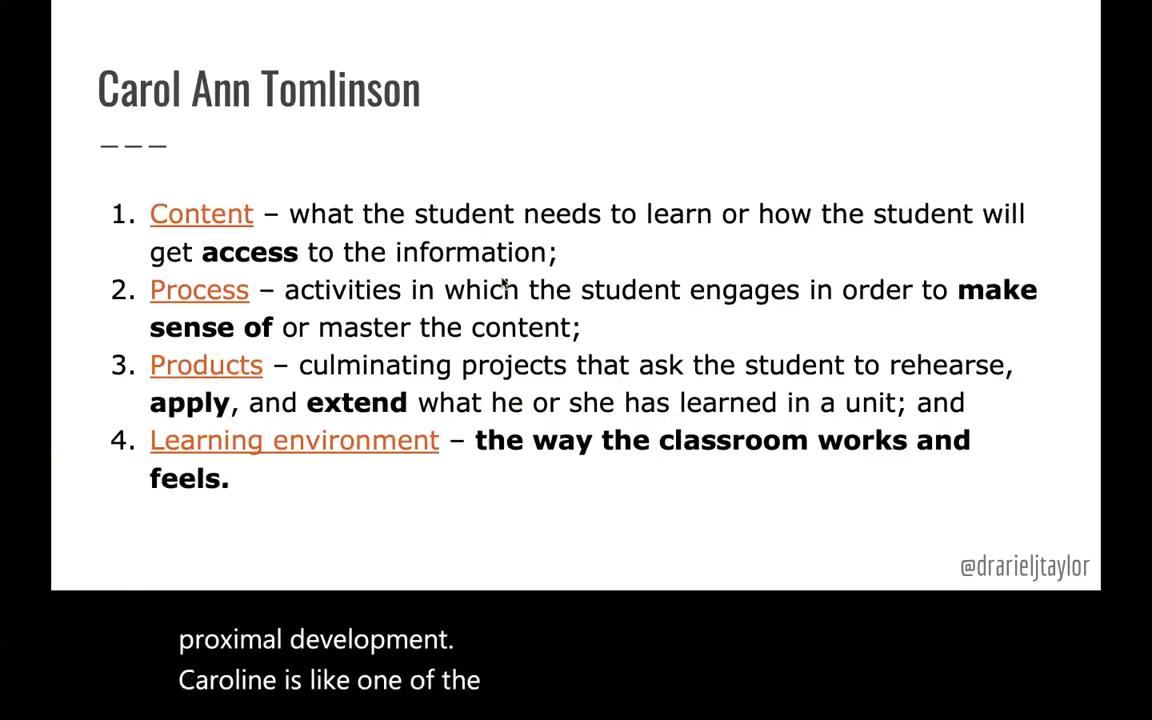 Carol Ann Tomlinson
– – –
1. Content – what the student needs to learn or how the student will
get access to the information;
2. Process – activities in which the student engages in order to make
sense of or master the content;
3. Products – culminating projects that ask the student to rehearse,
apply, and extend what he or she has learned in a unit; and
4. Learning environment – the way the classroom works and
feels.
@drarieljtaylor
proximal development.
Caroline is like one of the